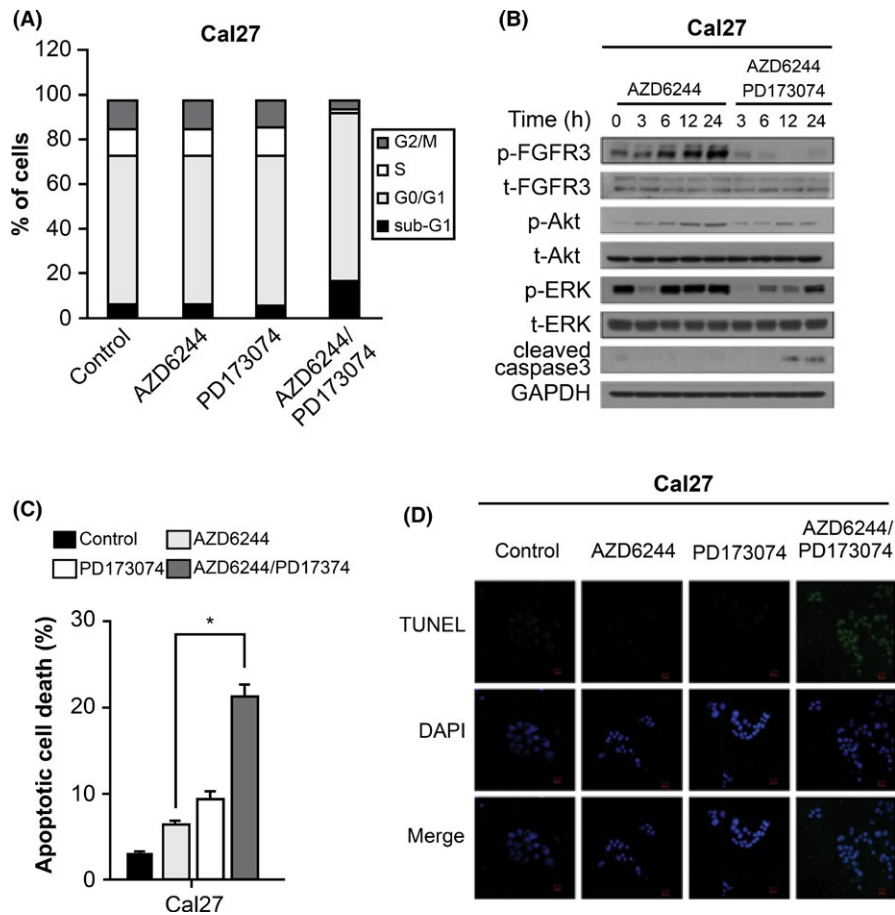 (A)
Cal27
% of cells
120
100
80
60
40
20
0
G2/M
S
G0/G1
sub-G1
Control
AZD6244
PD173074
AZD6244/
PD173074
(B)
Cal27
AZD6244
AZD6244
PD173074
Time (h) 0 3 6 12 24 3 6 12 24
p-FGFR3
t-FGFR3
p-Akt
t-Akt
p-ERK
t-ERK
cleaved
caspase3
GAPDH
(C)
Control AZD6244
PD173074 AZD6244/PD17374
Apoptotic cell death (%)
30
20
10
0
*
Cal27
(D)
Cal27
Control AZD6244 PD173074 AZD6244/
PD173074
TUNEL
DAPI
Merge